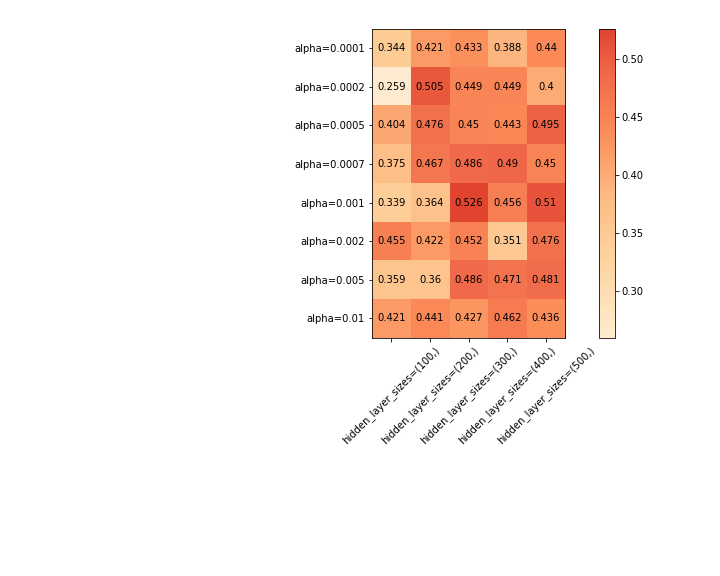 alpha=0.0001 0.344 0.421 0.433 0.388 0.44
alpha=0.0002 0.259 0.505 0.449 0.449 0.4
alpha=0.0005 0.404 0.476 0.45 0.443 0.495
alpha=0.0007 0.375 0.467 0.486 0.49 0.45
alpha=0.001 0.339 0.364 0.526 0.456 0.51
alpha=0.002 0.455 0.422 0.452 0.351 0.476
alpha=0.005 0.359 0.36 0.486 0.471 0.481
alpha=0.01 0.421 0.441 0.427 0.462 0.436
hidden_layer_sizes=(100,)
hidden_layer_sizes=(200,)
hidden_layer_sizes=(300,)
hidden_layer_sizes=(400,)
hidden_layer_sizes=(500,)
0.50
0.45
0.40
0.35
0.30